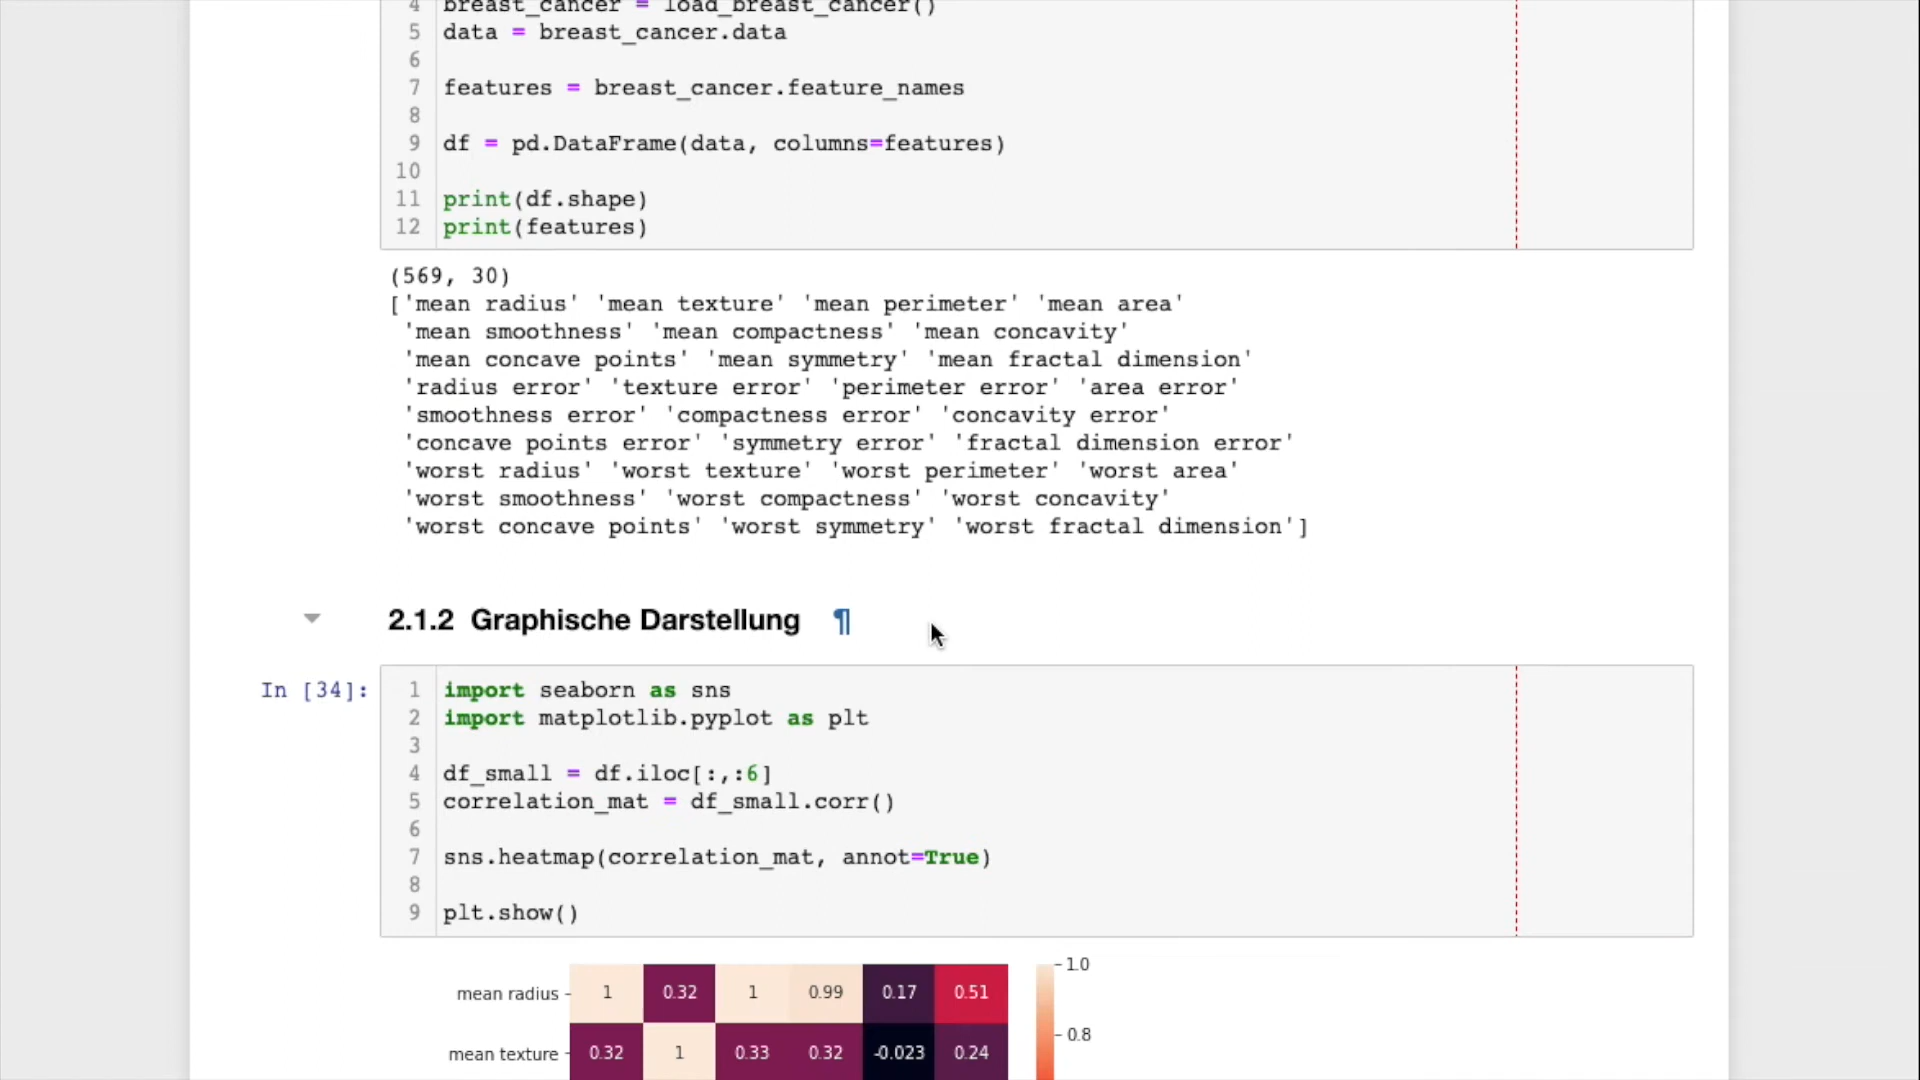 4 breast_cancer = load_breast_cancer()
5 data = breast_cancer.data
6
7 features = breast_cancer.feature_names
8
9 df = pd.DataFrame(data, columns=features)
10
11 print(df.shape)
12 print(features)
(569, 30)
['mean radius' 'mean texture' 'mean perimeter' 'mean area'
'mean smoothness' 'mean compactness' 'mean concavity'
'mean concave points' 'mean symmetry' 'mean fractal dimension'
'radius error' 'texture error' 'perimeter error' 'area error'
'smoothness error' 'compactness error' 'concavity error'
'concave points error' 'symmetry error' 'fractal dimension error'
'worst radius' 'worst texture' 'worst perimeter' 'worst area'
'worst smoothness' 'worst compactness' 'worst concavity'
'worst concave points' 'worst symmetry' 'worst fractal dimension']
2.1.2 Graphische Darstellung ¶
In [34]:
1 import seaborn as sns
2 import matplotlib.pyplot as plt
3
4 df_small = df.iloc[:,:6]
5 correlation_mat = df_small.corr()
6
7 sns.heatmap(correlation_mat, annot=True)
8
9 plt.show()
mean radius 1 0.32 1 0.99 0.17 0.51
mean texture 0.32 1 0.33 0.32 -0.023 0.24
1.0
0.8